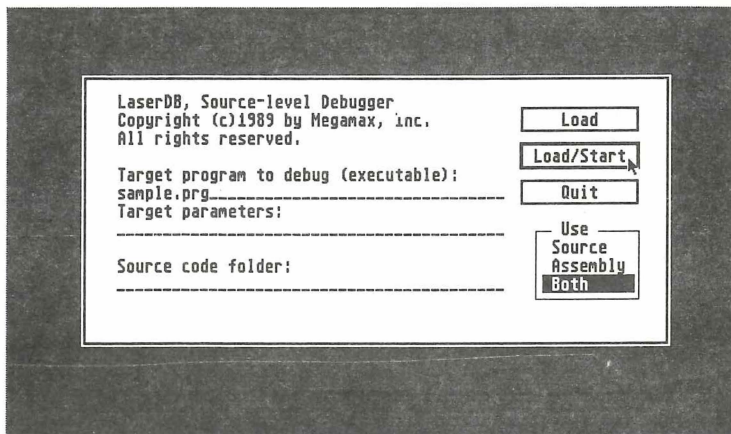 LaserDB, Source-level Debugger
Copyright (c)1989 by Megamax, Inc.
All rights reserved.
Target program to debug (executable):
sample.prg
Target parameters:
Source code folder:
Load
Load/Start
Quit
Use
Source
Assembly
Both